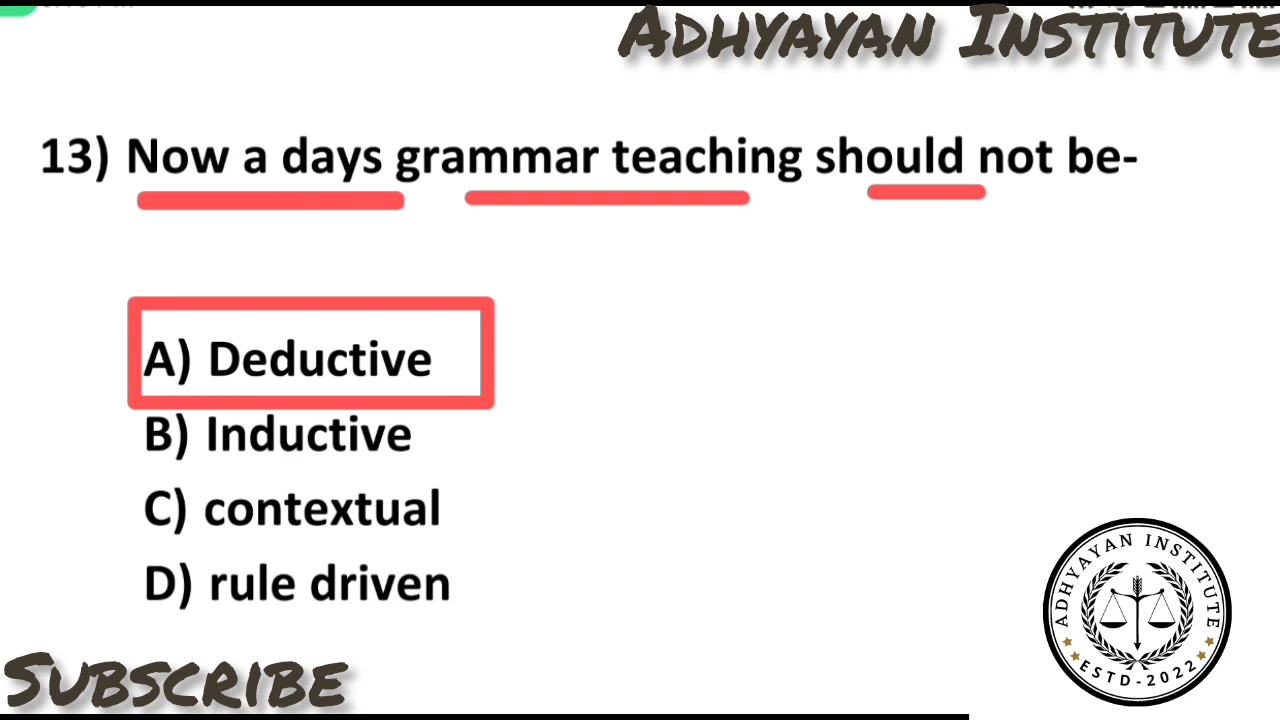 ADHYAYAN INSTITUTE
13) Now a days grammar teaching should not be-
A) Deductive
B) Inductive
C) contextual
D) rule driven
ADHYAYAN INSTITUTE
ESTD-2022
SUBSCRIBE